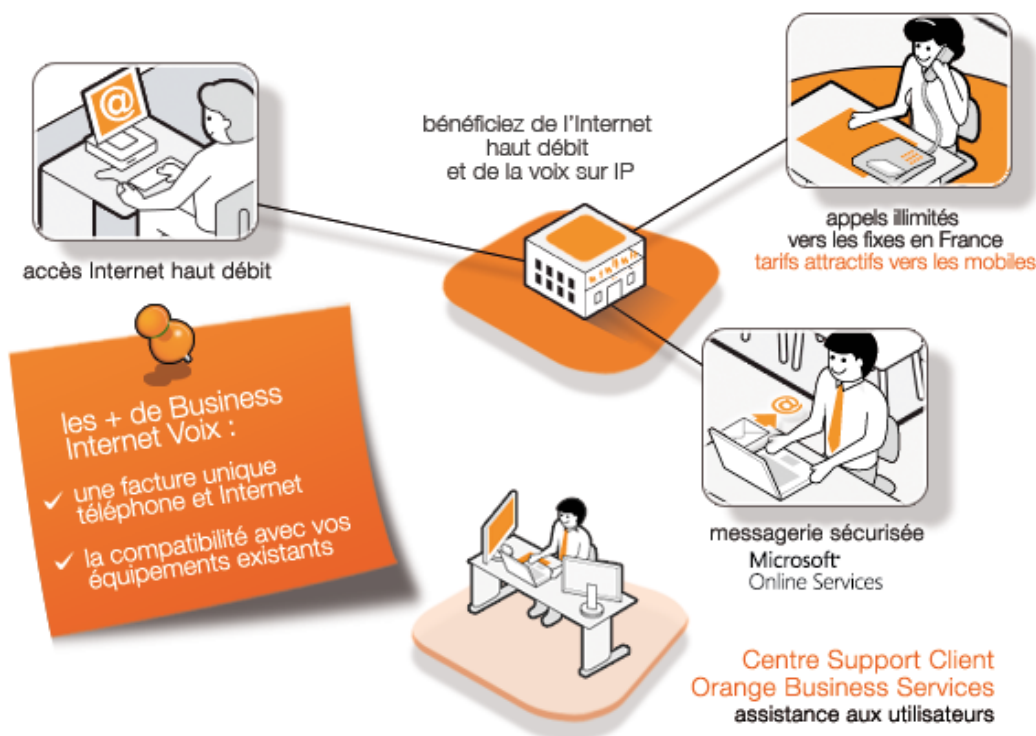 @
bénéficiez de l'Internet
haut débit
et de la voix sur IP
appels illimités
vers les fixes en France
tarifs attractifs vers les mobiles
accès Internet haut débit
les + de Business
Internet Voix :
✓ une facture unique
téléphone et Internet
✓ la compatibilité avec vos
équipements existants
@
messagerie sécurisée
Microsoft
Online Services
Centre Support Client
Orange Business Services
assistance aux utilisateurs